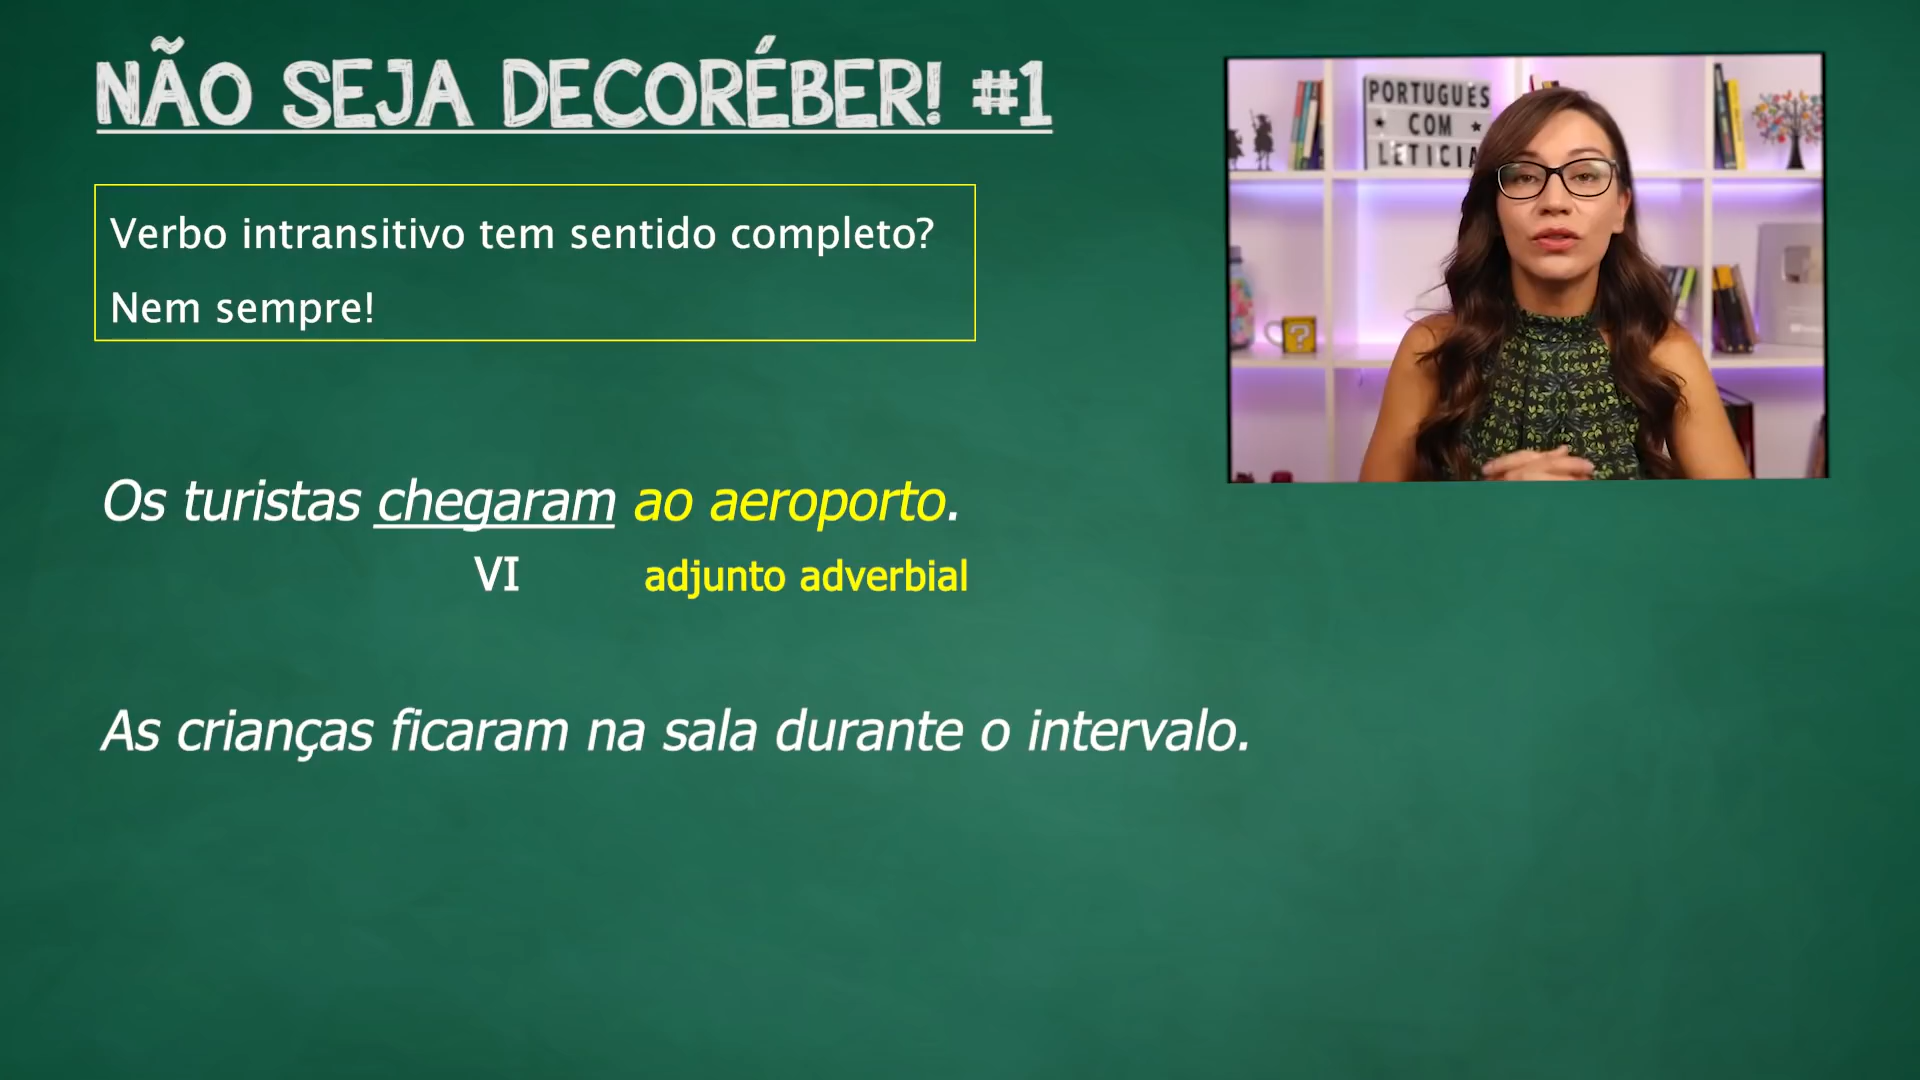 NÃO SEJA DECORÉBER! #1
PORTUGUÊS
COM
LETICIA
Verbo intransitivo tem sentido completo?
Nem sempre!
Os turistas chegaram ao aeroporto.
VI adjunto adverbial
As crianças ficaram na sala durante o intervalo.